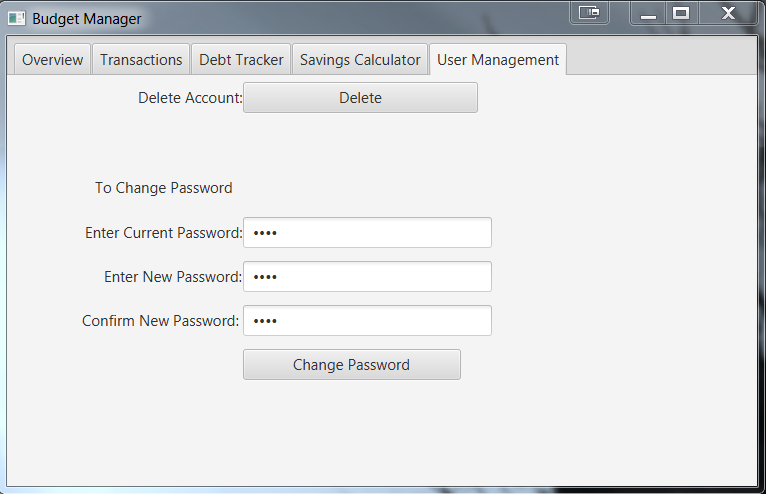 Budget Manager
Overview Transactions Debt Tracker Savings Calculator User Management
Delete Account: Delete
To Change Password
Enter Current Password: ••••
Enter New Password: ••••
Confirm New Password: ••••
Change Password